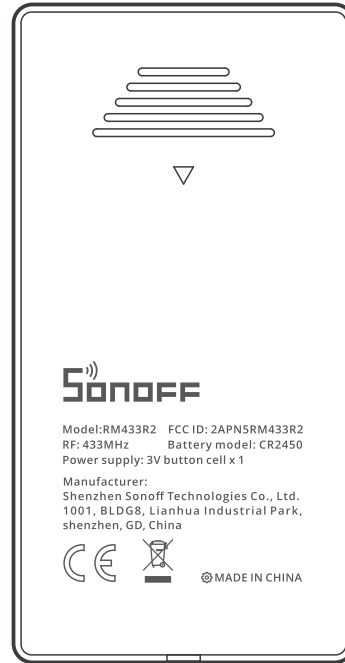 SONOFF
Model:RM433R2 FCC ID: 2APN5RM433R2
RF: 433MHz Battery model: CR2450
Power supply: 3V button cell x 1
Manufacturer:
Shenzhen Sonoff Technologies Co., Ltd.
1001, BLDG8, Lianhua Industrial Park,
shenzhen, GD, China
CE
MADE IN CHINA